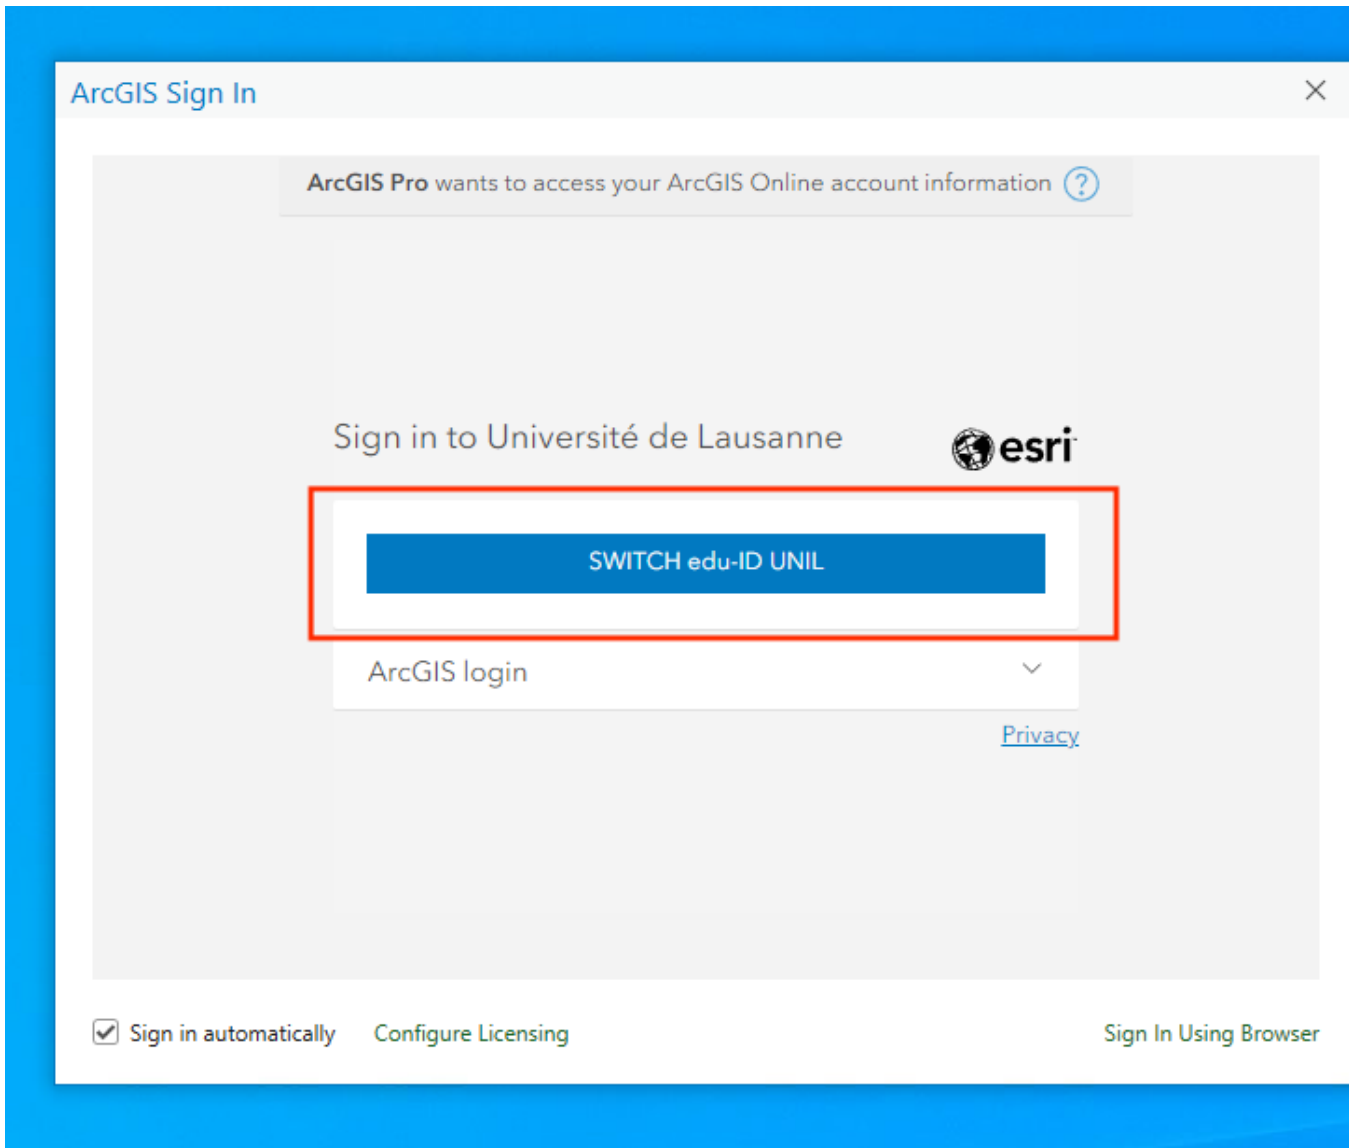 ArcGIS Sign In
ArcGIS Pro wants to access your ArcGIS Online account information ?
Sign in to Université de Lausanne
esri
SWITCH edu-ID UNIL
ArcGIS login
Privacy
Sign in automatically Configure Licensing Sign In Using Browser